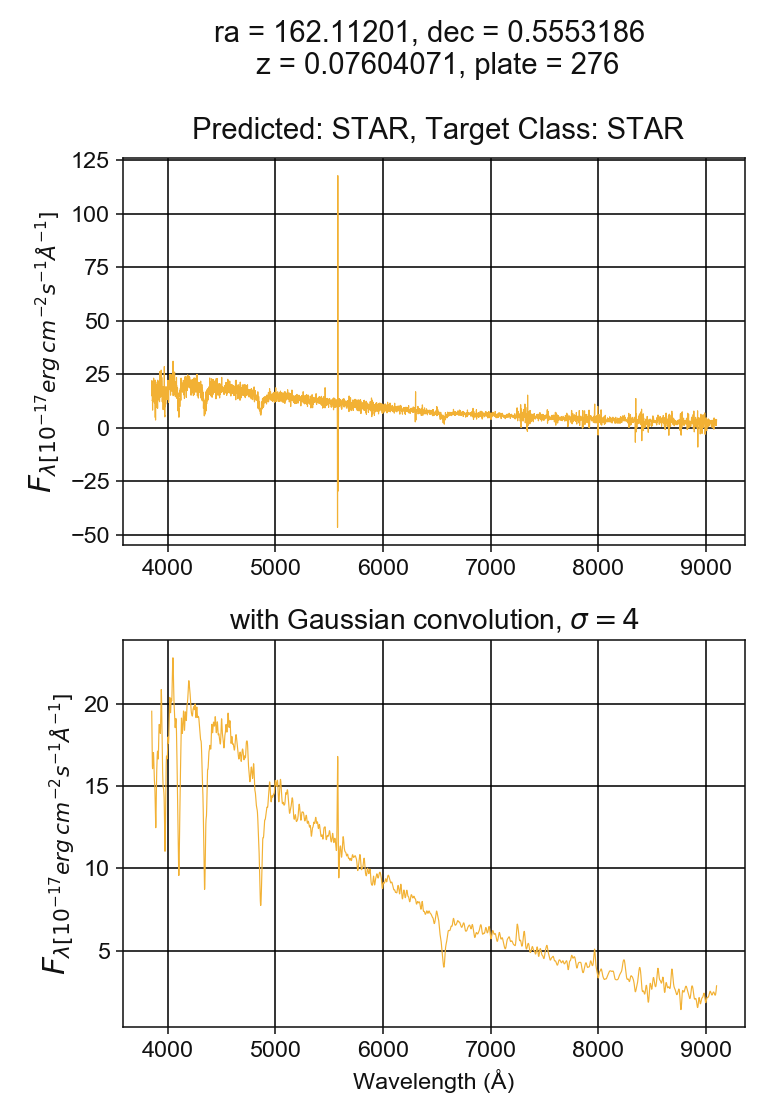 ra = 162.11201, dec = 0.5553186
z = 0.07604071, plate = 276
Predicted: STAR, Target Class: STAR
125
100
75
50
25
0
−25
−50
F_λ[10^{−17} erg cm^{−2}s^{−1}Å^{−1}]
4000 5000 6000 7000 8000 9000
with Gaussian convolution, σ = 4
20
15
10
5
F_λ[10^{−17} erg cm^{−2}s^{−1}Å^{−1}]
4000 5000 6000 7000 8000 9000
Wavelength (Å)